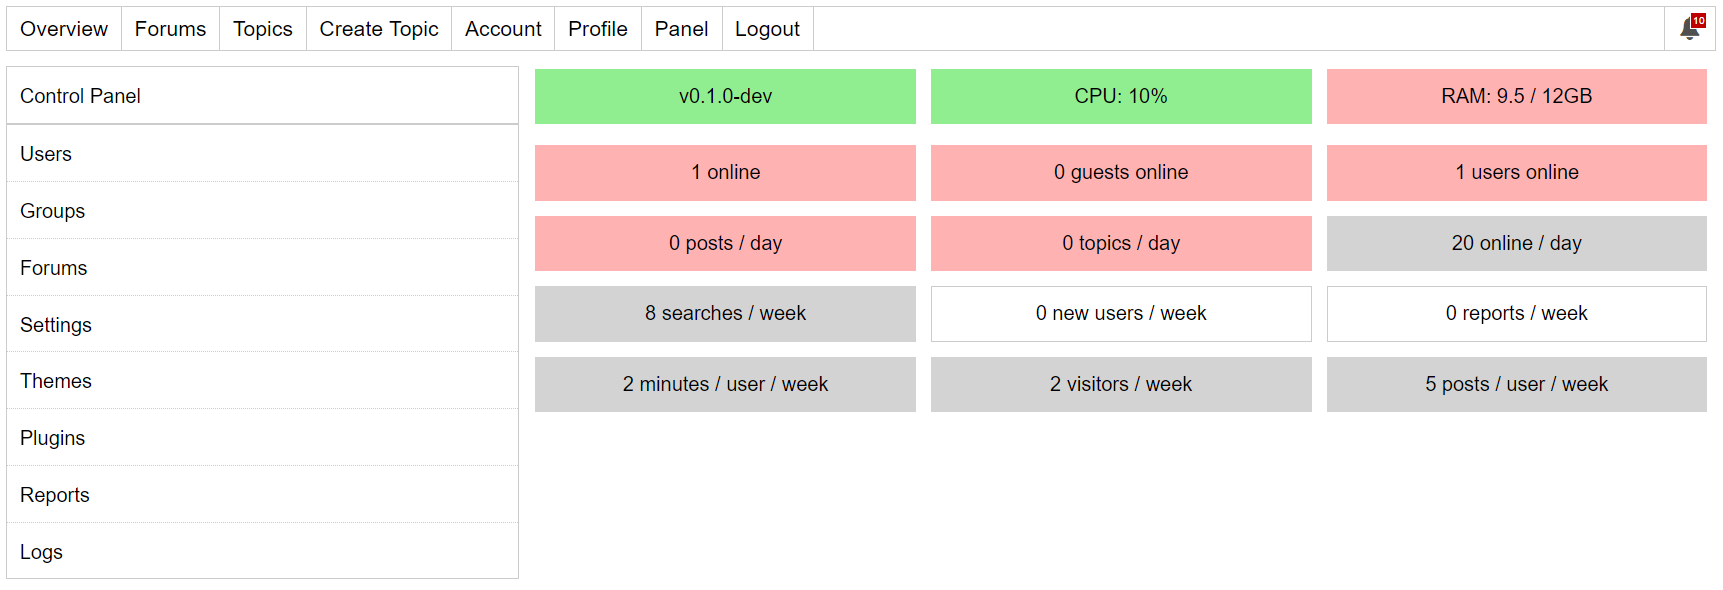 Overview Forums Topics Create Topic Account Profile Panel Logout 10
Control Panel
Users
Groups
Forums
Settings
Themes
Plugins
Reports
Logs
v0.1.0-dev CPU: 10% RAM: 9.5 / 12GB
1 online 0 guests online 1 users online
0 posts / day 0 topics / day 20 online / day
8 searches / week 0 new users / week 0 reports / week
2 minutes / user / week 2 visitors / week 5 posts / user / week